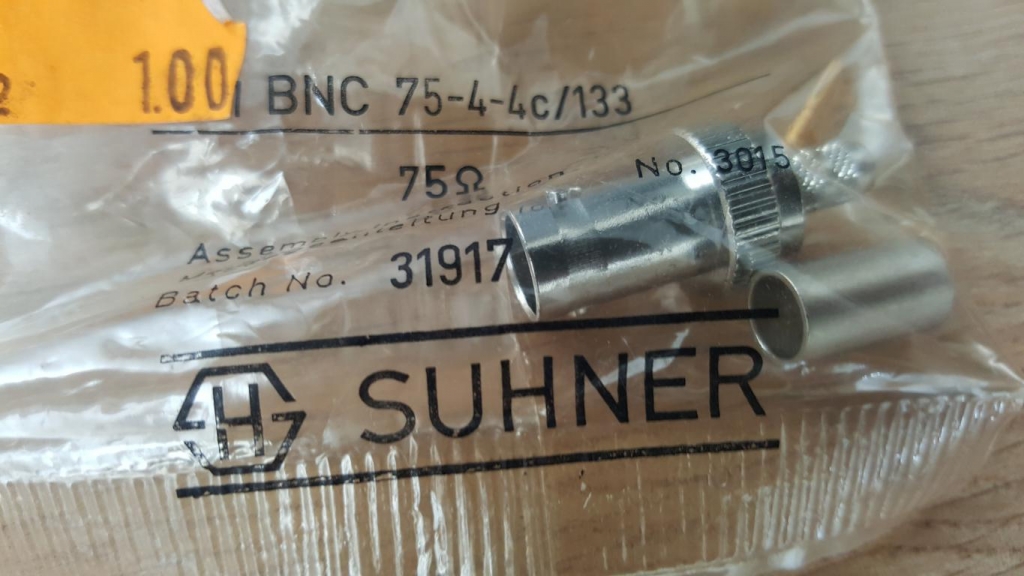 1.00
BNC 75-4-4c/133
75Ω
No. 3015
Batch No. 31917
SUHNER